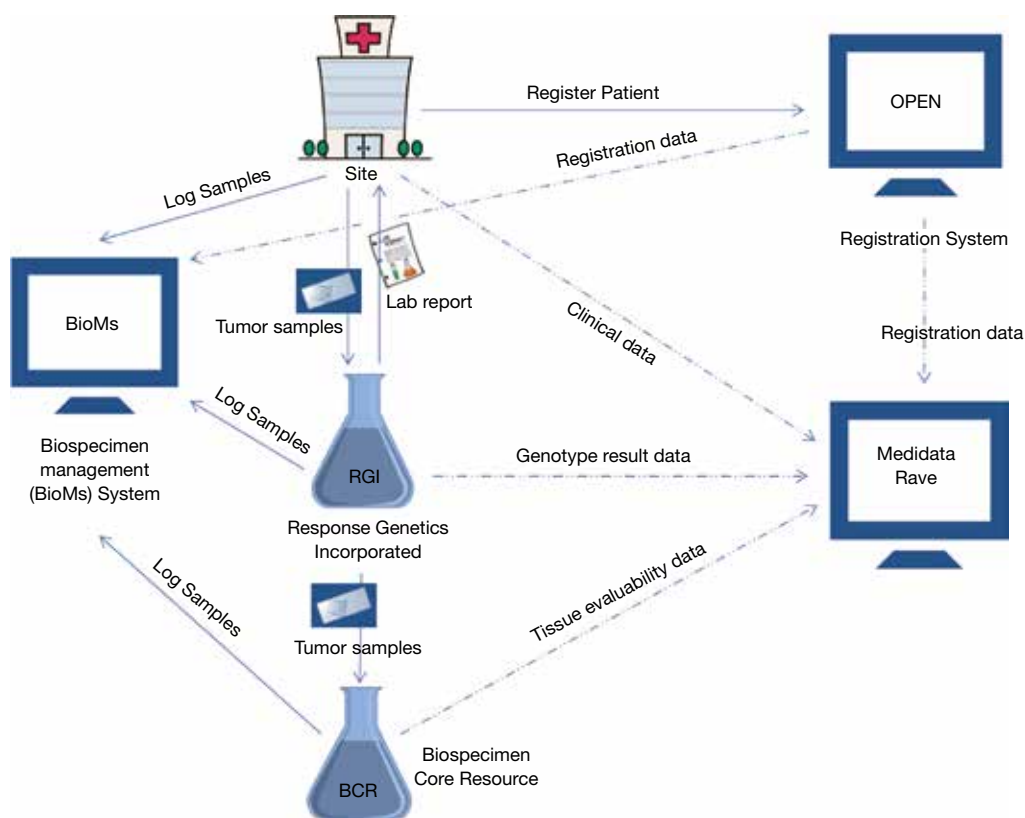 Register Patient
OPEN
Registration data
Site
Log Samples
Registration System
Lab report
Tumor samples
BioMs
Clinical data
Registration data
Log Samples
Biospecimen
management
(BioMs) System
RGI
Genotype result data
Medidata
Rave
Response Genetics
Incorporated
Log Samples
Tumor samples
Tissue evaluability data
BCR
Biospecimen
Core Resource